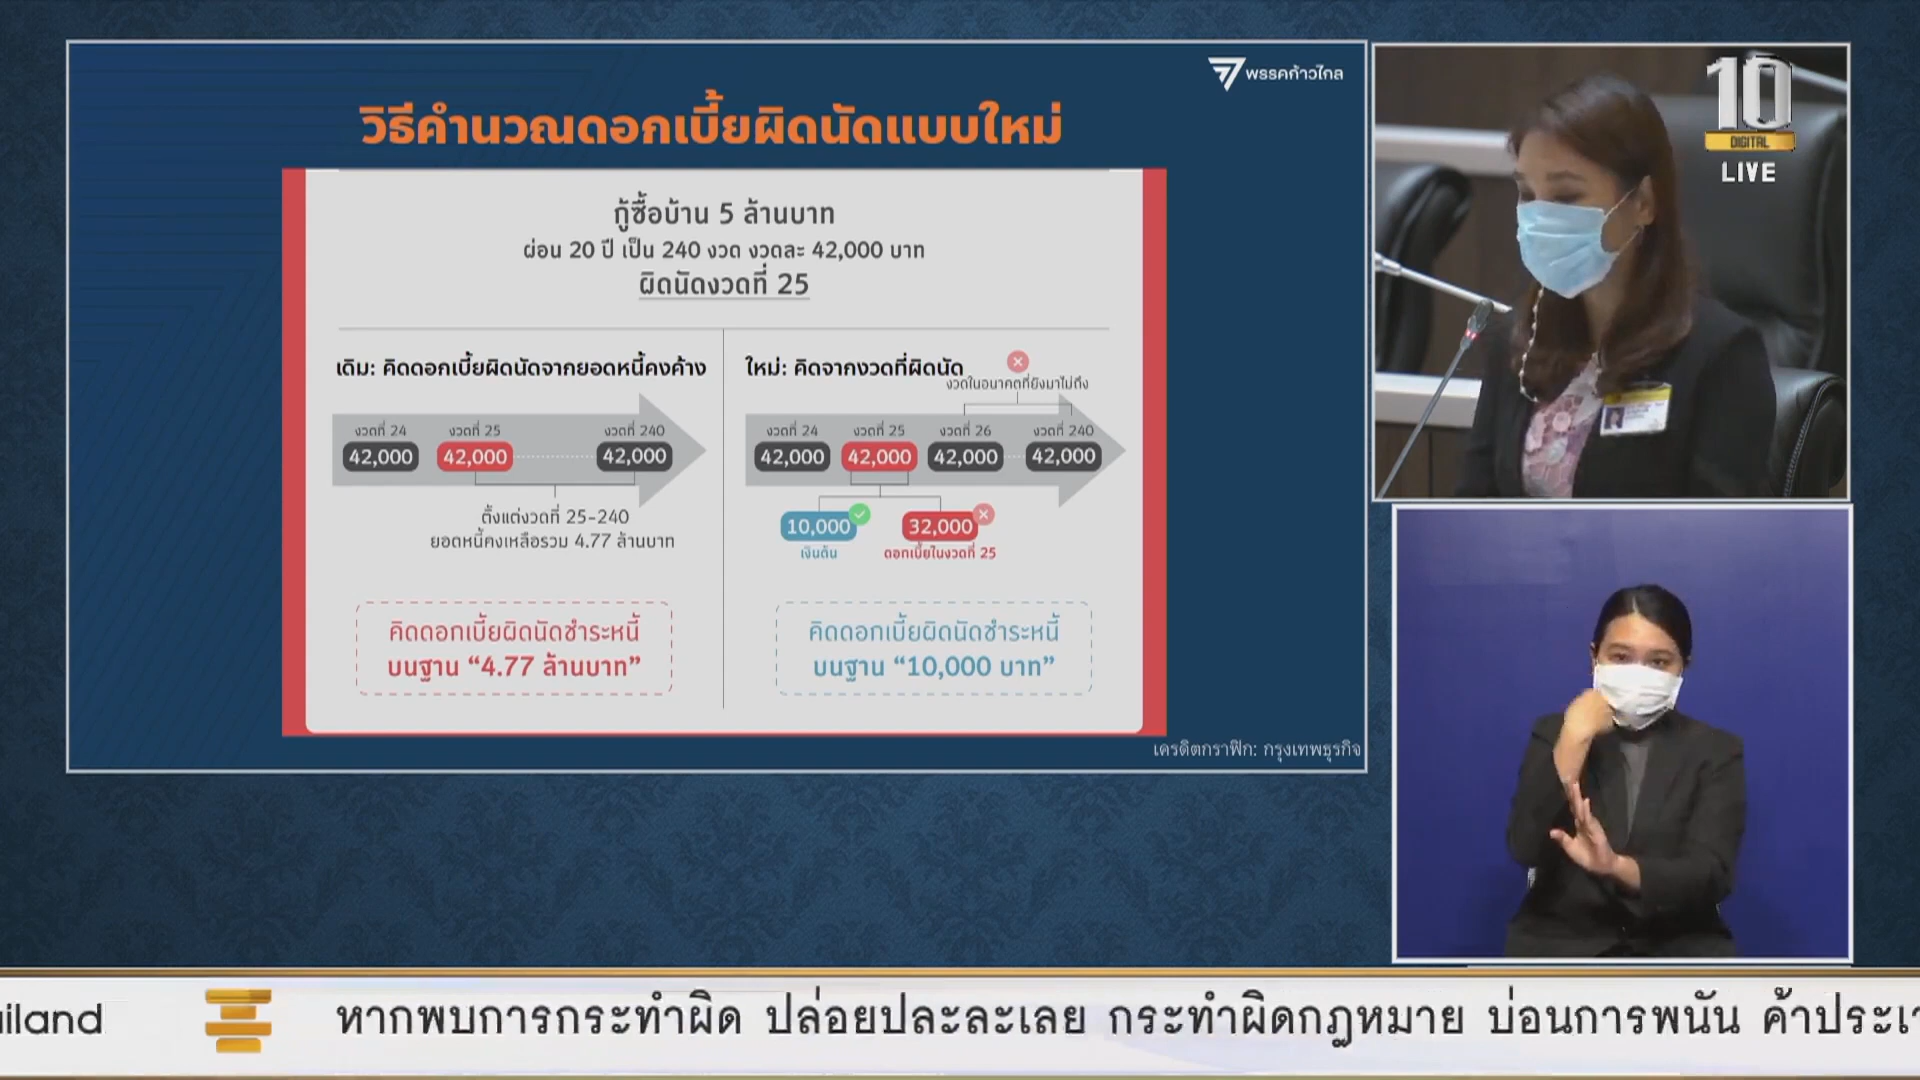 พรรคก้าวไกล
วิธีคำนวณดอกเบี้ยผิดนัดแบบใหม่
กู้ซื้อบ้าน 5 ล้านบาท
ผ่อน 20 ปี เป็น 240 งวด งวดละ 42,000 บาท
ผิดนัดงวดที่ 25
เดิม: คิดดอกเบี้ยผิดนัดจากยอดหนี้คงค้าง
งวดที่ 24 งวดที่ 25 งวดที่ 240
42,000 42,000 42,000
ตั้งแต่งวดที่ 25-240
ยอดหนี้คงเหลือรวม 4.77 ล้านบาท
คิดดอกเบี้ยผิดนัดชำระหนี้
บนฐาน “4.77 ล้านบาท”
ใหม่: คิดจากงวดที่ผิดนัด
งวดในอนาคตที่ยังมาไม่ถึง
งวดที่ 24 งวดที่ 25 งวดที่ 26 งวดที่ 240
42,000 42,000 42,000 42,000
10,000 32,000
เงินต้น ดอกเบี้ยในงวดที่ 25
คิดดอกเบี้ยผิดนัดชำระหนี้
บนฐาน “10,000 บาท”
เครดิตกราฟิก: กรุงเทพธุรกิจ
10
DIGITAL
LIVE
ailand หากพบการกระทำผิด ปล่อยปละละเลย กระทำผิดกฎหมาย บ่อนการพนัน ค้าประเว